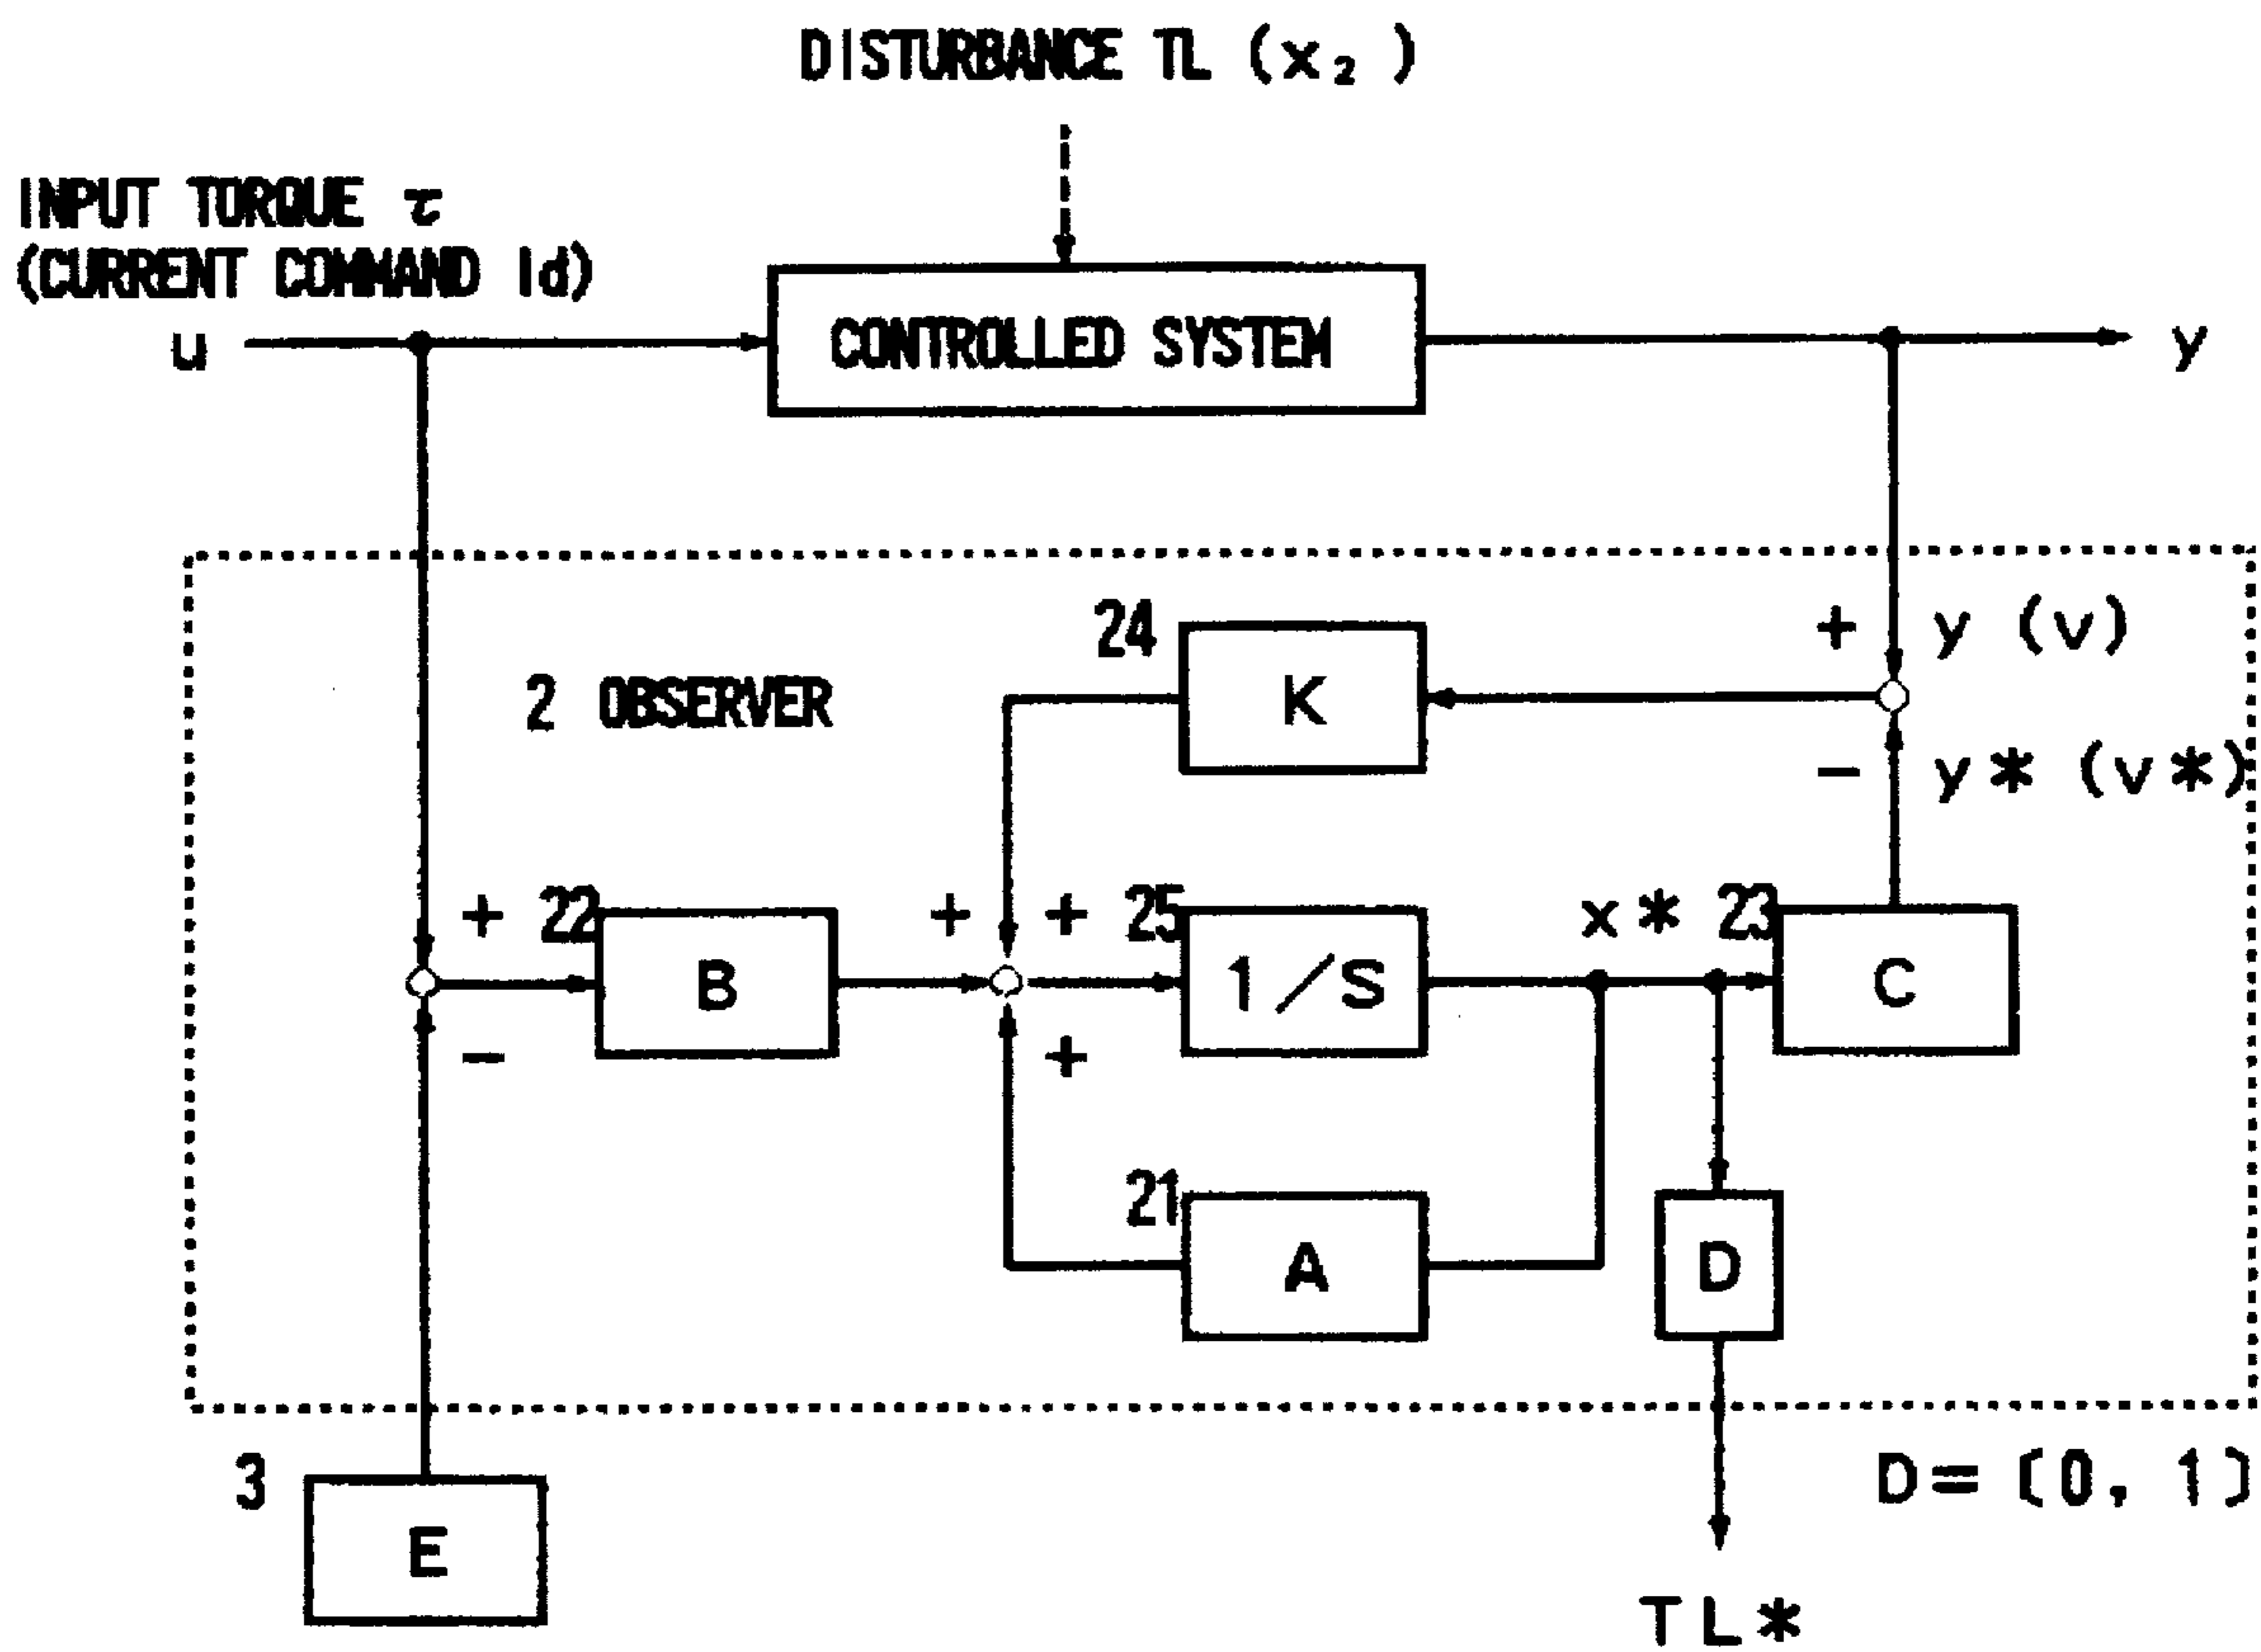 DISTURBANCE TL (x₂ )
INPUT TORQUE τ
(CURRENT COMMAND Id)
u
CONTROLLED SYSTEM
y
24
K
+
y (v)
2 OBSERVER
−
y* (v*)
+
22
B
+
+
25
1/S
x*
23
C
−
+
21
A
D
3
E
D=[0, 1]
TL*